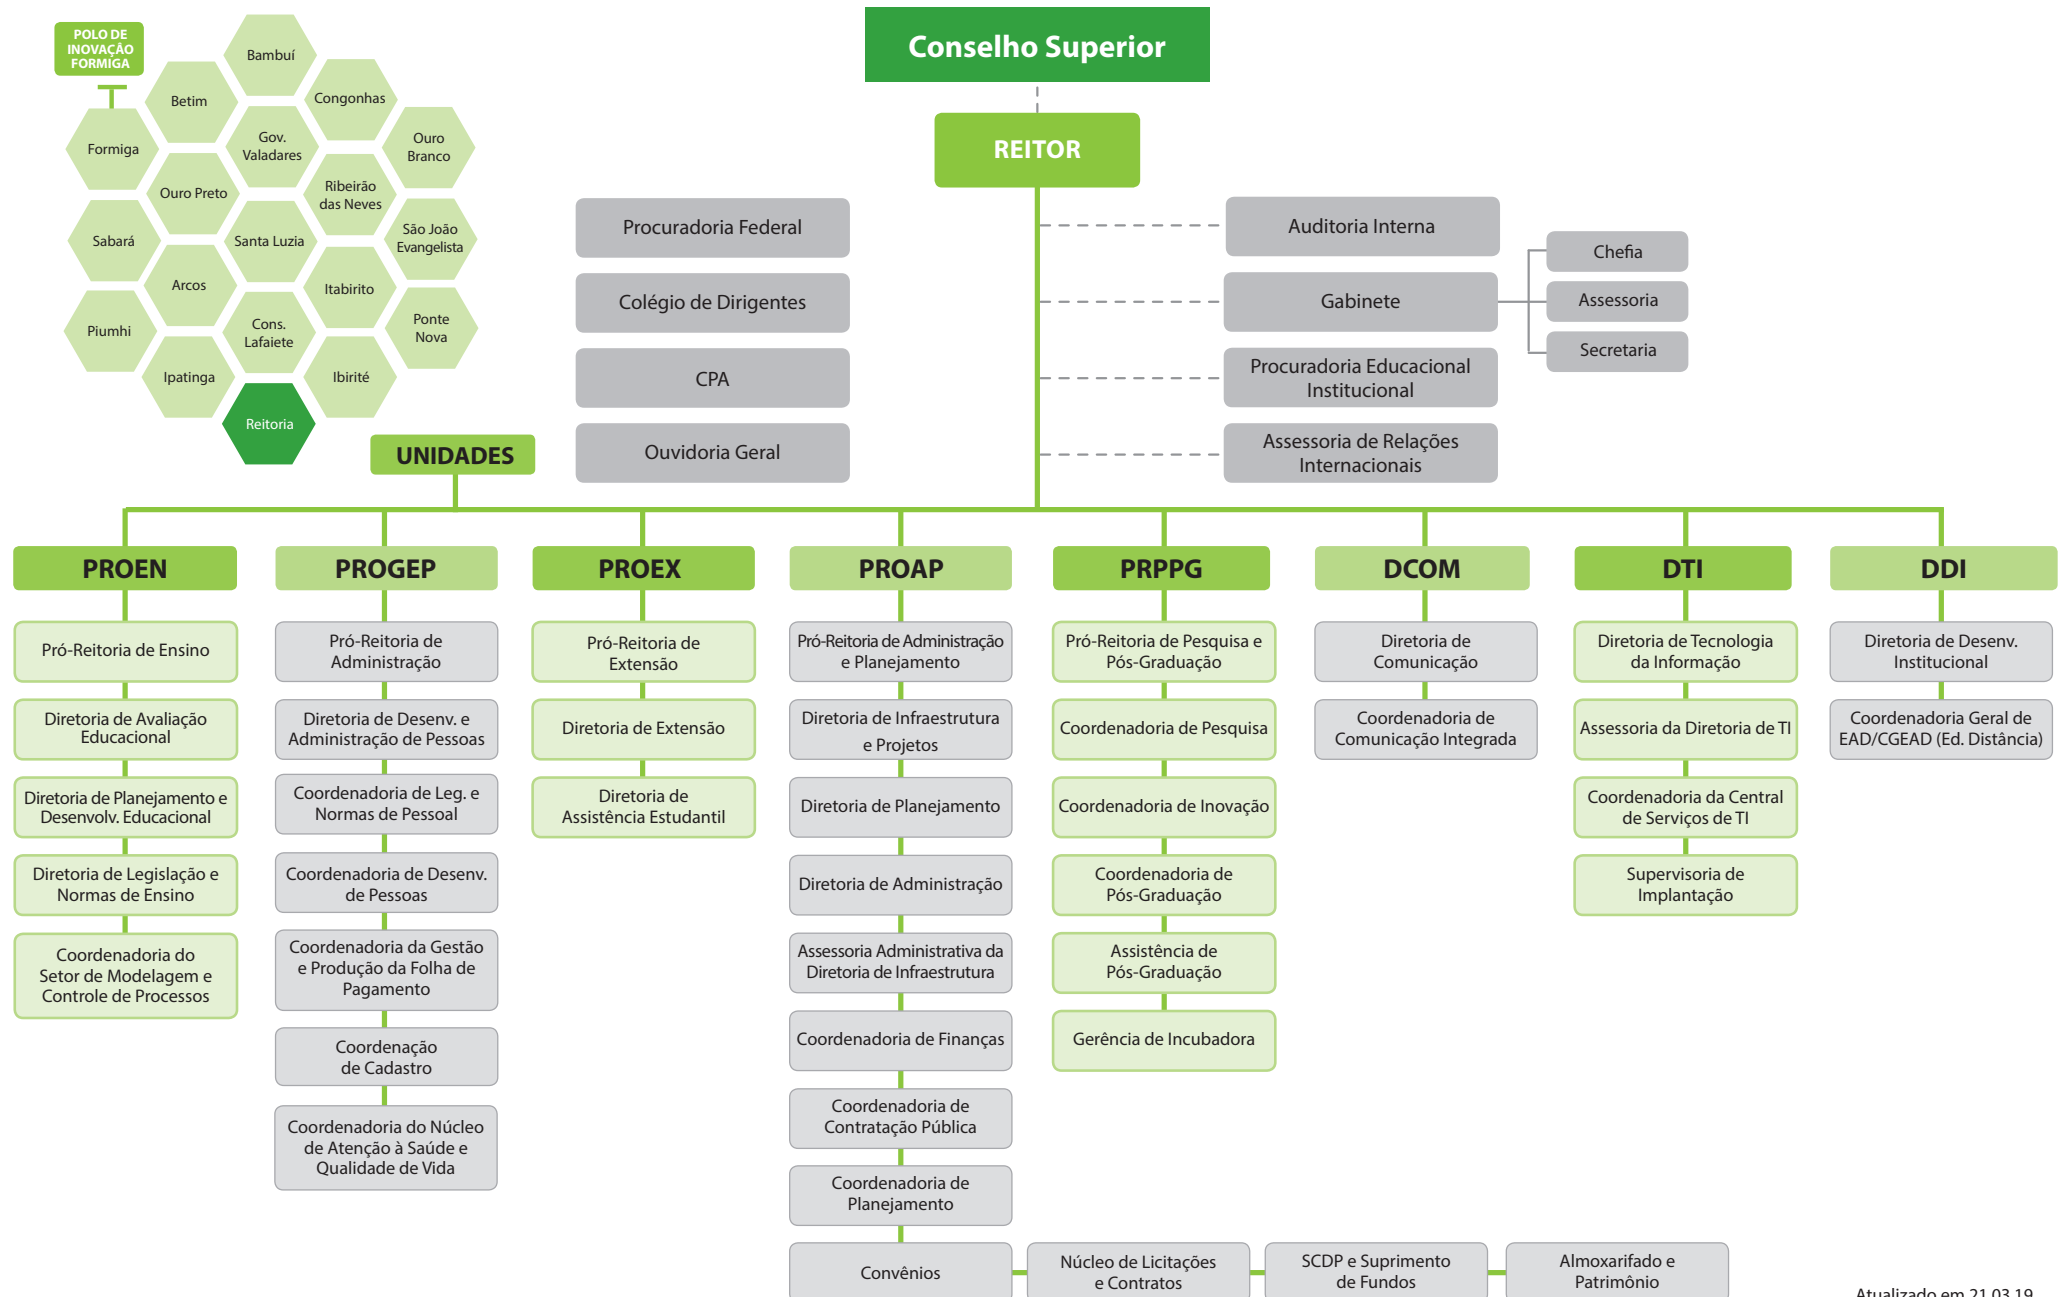 POLO DE
INOVAÇÃO
FORMIGA
Bambuí
Betim
Congonhas
Formiga
Gov.
Valadares
Ouro
Branco
Ouro Preto
Ribeirão
das Neves
Sabará
Santa Luzia
São João
Evangelista
Arcos
Itabirito
Piumhi
Cons.
Lafaiete
Ponte
Nova
Ipatinga
Ibirité
Reitoria
Conselho Superior
REITOR
Procuradoria Federal
Colégio de Dirigentes
CPA
Ouvidoria Geral
Auditoria Interna
Gabinete
Chefia
Assessoria
Secretaria
Procuradoria Educacional
Institucional
Assessoria de Relações
Internacionais
UNIDADES
PROEN
Pró-Reitoria de Ensino
Diretoria de Avaliação
Educacional
Diretoria de Planejamento e
Desenvolv. Educacional
Diretoria de Legislação e
Normas de Ensino
Coordenadoria do
Setor de Modelagem e
Controle de Processos
PROGEP
Pró-Reitoria de
Administração
Diretoria de Desenv. e
Administração de Pessoas
Coordenadoria de Leg. e
Normas de Pessoal
Coordenadoria de Desenv.
de Pessoas
Coordenadoria da Gestão
e Produção da Folha de
Pagamento
Coordenação
de Cadastro
Coordenadoria do Núcleo
de Atenção à Saúde e
Qualidade de Vida
PROEX
Pró-Reitoria de
Extensão
Diretoria de Extensão
Diretoria de
Assistência Estudantil
PROAP
Pró-Reitoria de Administração
e Planejamento
Diretoria de Infraestrutura
e Projetos
Diretoria de Planejamento
Diretoria de Administração
Assessoria Administrativa da
Diretoria de Infraestrutura
Coordenadoria de Finanças
Coordenadoria de
Contratação Pública
Coordenadoria de
Planejamento
Convênios
Núcleo de Licitações
e Contratos
SCDP e Suprimento
de Fundos
Almoxarifado e
Patrimônio
PRPPG
Pró-Reitoria de Pesquisa e
Pós-Graduação
Coordenadoria de Pesquisa
Coordenadoria de Inovação
Coordenadoria de
Pós-Graduação
Assistência de
Pós-Graduação
Gerência de Incubadora
DCOM
Diretoria de
Comunicação
Coordenadoria de
Comunicação Integrada
DTI
Diretoria de Tecnologia
da Informação
Assessoria da Diretoria de TI
Coordenadoria da Central
de Serviços de TI
Supervisoria de
Implantação
DDI
Diretoria de Desenv.
Institucional
Coordenadoria Geral de
EAD/CGEAD (Ed. Distância)
Atualizado em 21.03.19